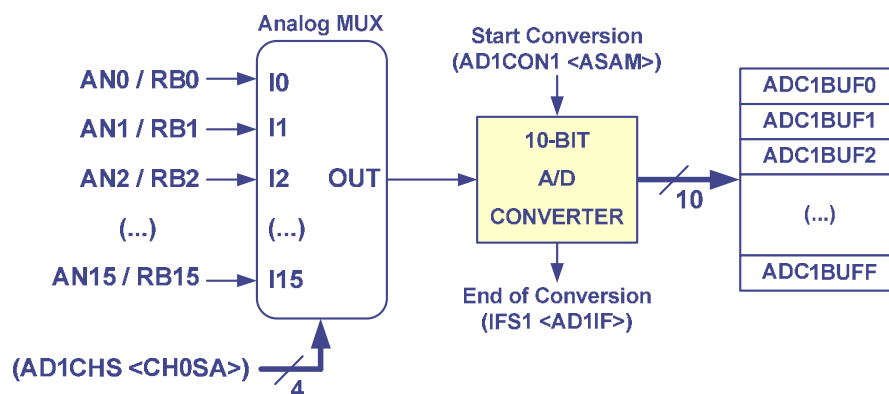 Analog MUX
AN0 / RB0
AN1 / RB1
AN2 / RB2
(...)
AN15 / RB15
I0
I1
I2
(...)
I15
OUT
(AD1CHS <CH0SA>)
4
Start Conversion
(AD1CON1 <ASAM>)
10-BIT
A/D
CONVERTER
End of Conversion
(IFS1 <AD1IF>)
10
ADC1BUF0
ADC1BUF1
ADC1BUF2
(...)
ADC1BUFF